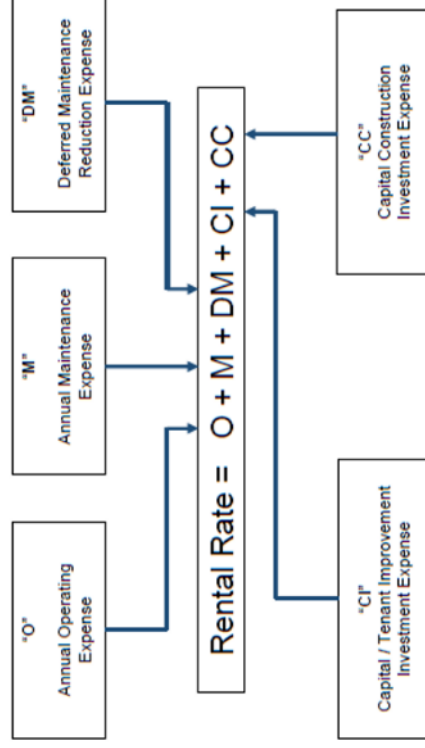 "O"
Annual Operating
Expense
"M"
Annual Maintenance
Expense
"DM"
Deferred Maintenance
Reduction Expense
Rental Rate = O + M + DM + CI + CC
"CI"
Capital / Tenant Improvement
Investment Expense
"CC"
Capital Construction
Investment Expense